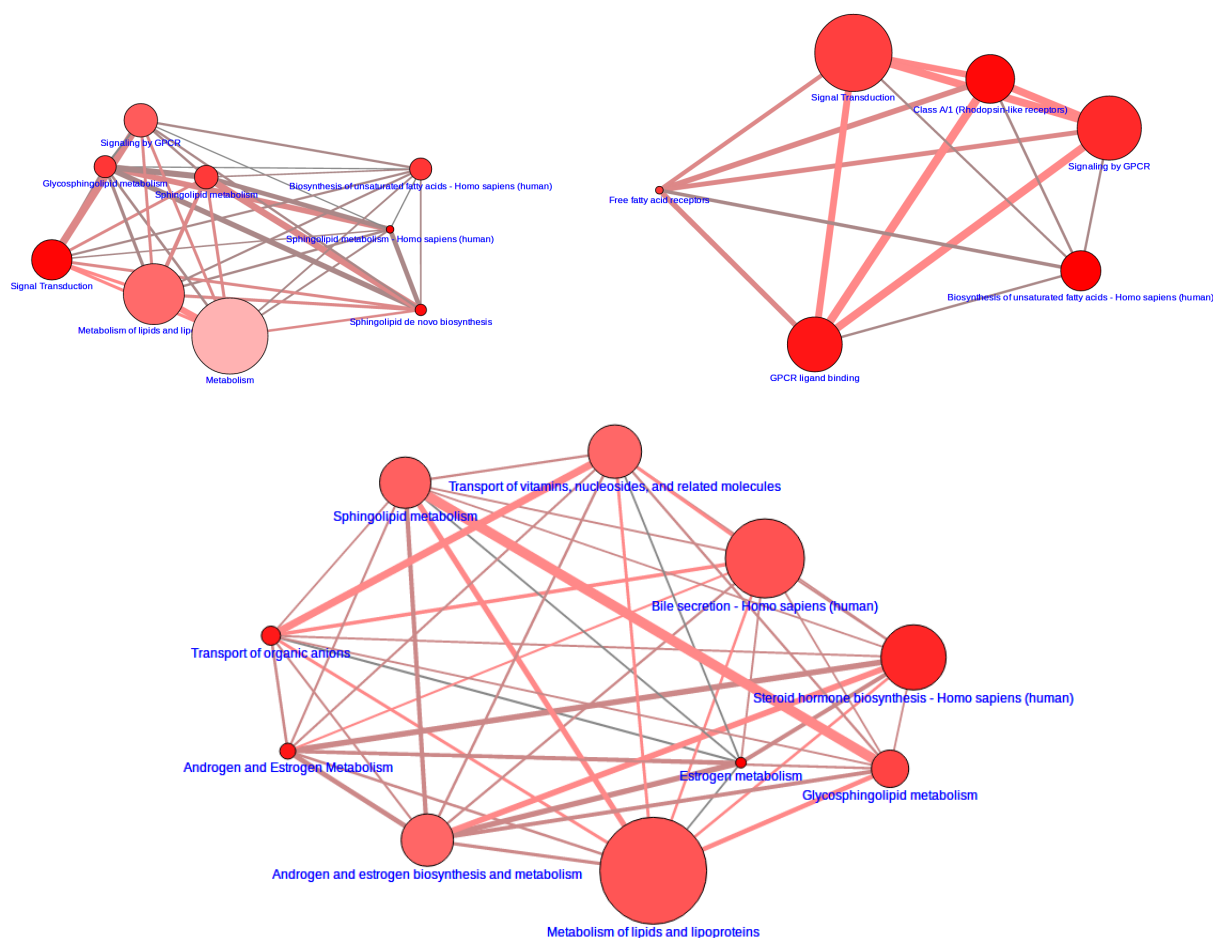 Signaling by GPCR
Glycosphingolipid metabolism
Sphingolipid metabolism
Biosynthesis of unsaturated fatty acids - Homo sapiens (human)
Sphingolipid metabolism - Homo sapiens (human)
Signal Transduction
Metabolism of lipids and lip
Sphingolipid de novo biosynthesis
Metabolism
Signal Transduction
Class A/1 (Rhodopsin-like receptors)
Signaling by GPCR
Free fatty acid receptors
Biosynthesis of unsaturated fatty acids - Homo sapiens (human)
GPCR ligand binding
Transport of vitamins, nucleosides, and related molecules
Sphingolipid metabolism
Bile secretion - Homo sapiens (human)
Transport of organic anions
Steroid hormone biosynthesis - Homo sapiens (human)
Androgen and Estrogen Metabolism
Estrogen metabolism
Glycosphingolipid metabolism
Androgen and estrogen biosynthesis and metabolism
Metabolism of lipids and lipoproteins